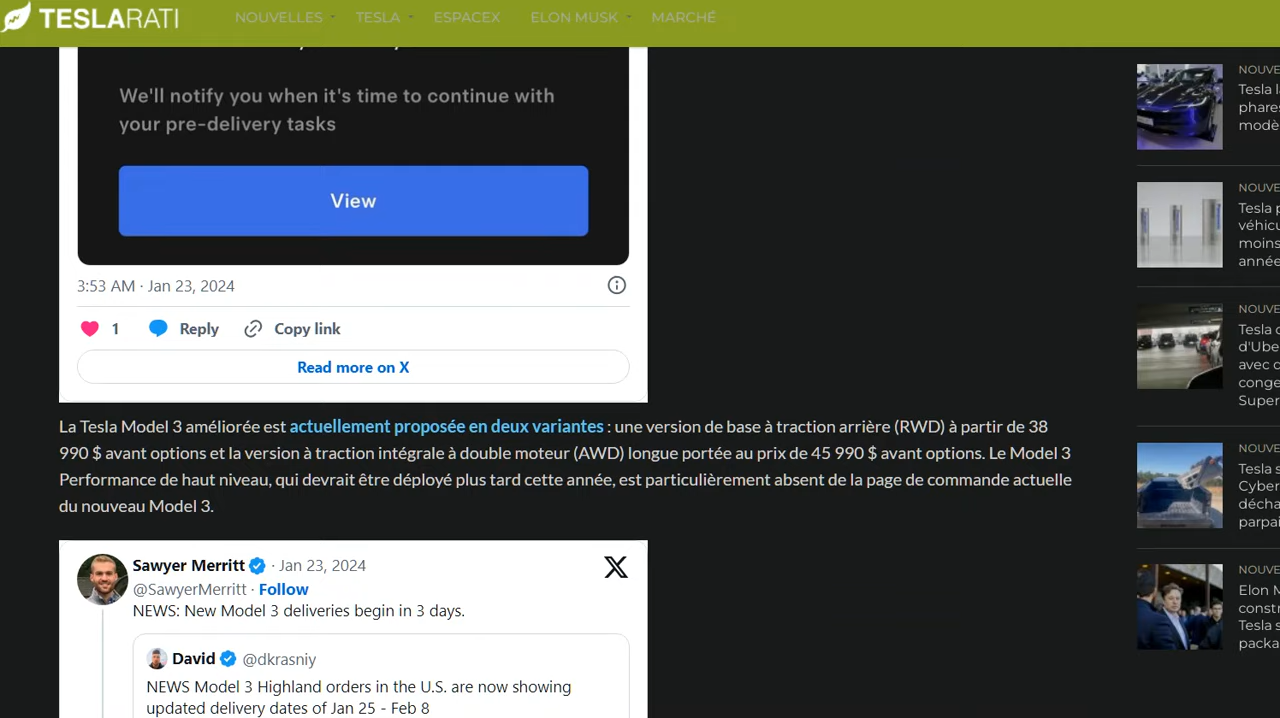 TESLARATI
NOUVELLES TESLA ESPACEX ELON MUSK MARCHÉ
We'll notify you when it's time to continue with
your pre-delivery tasks
View
3:53 AM · Jan 23, 2024
1 Reply Copy link
Read more on X
La Tesla Model 3 améliorée est actuellement proposée en deux variantes : une version de base à traction arrière (RWD) à partir de 38
990 $ avant options et la version à traction intégrale à double moteur (AWD) longue portée au prix de 45 990 $ avant options. Le Model 3
Performance de haut niveau, qui devrait être déployé plus tard cette année, est particulièrement absent de la page de commande actuelle
du nouveau Model 3.
Sawyer Merritt · Jan 23, 2024
@SawyerMerritt · Follow
NEWS: New Model 3 deliveries begin in 3 days.
David @dkrasniy
NEWS Model 3 Highland orders in the U.S. are now showing
updated delivery dates of Jan 25 - Feb 8
NOUVE
Tesla l
phares
modè
NOUVE
Tesla p
véhicu
moins
année
NOUVE
Tesla
d'Ube
avec
conge
Super
NOUVE
Tesla s
Cyber
décha
parpai
NOUVE
Elon M
constr
Tesla s
packa